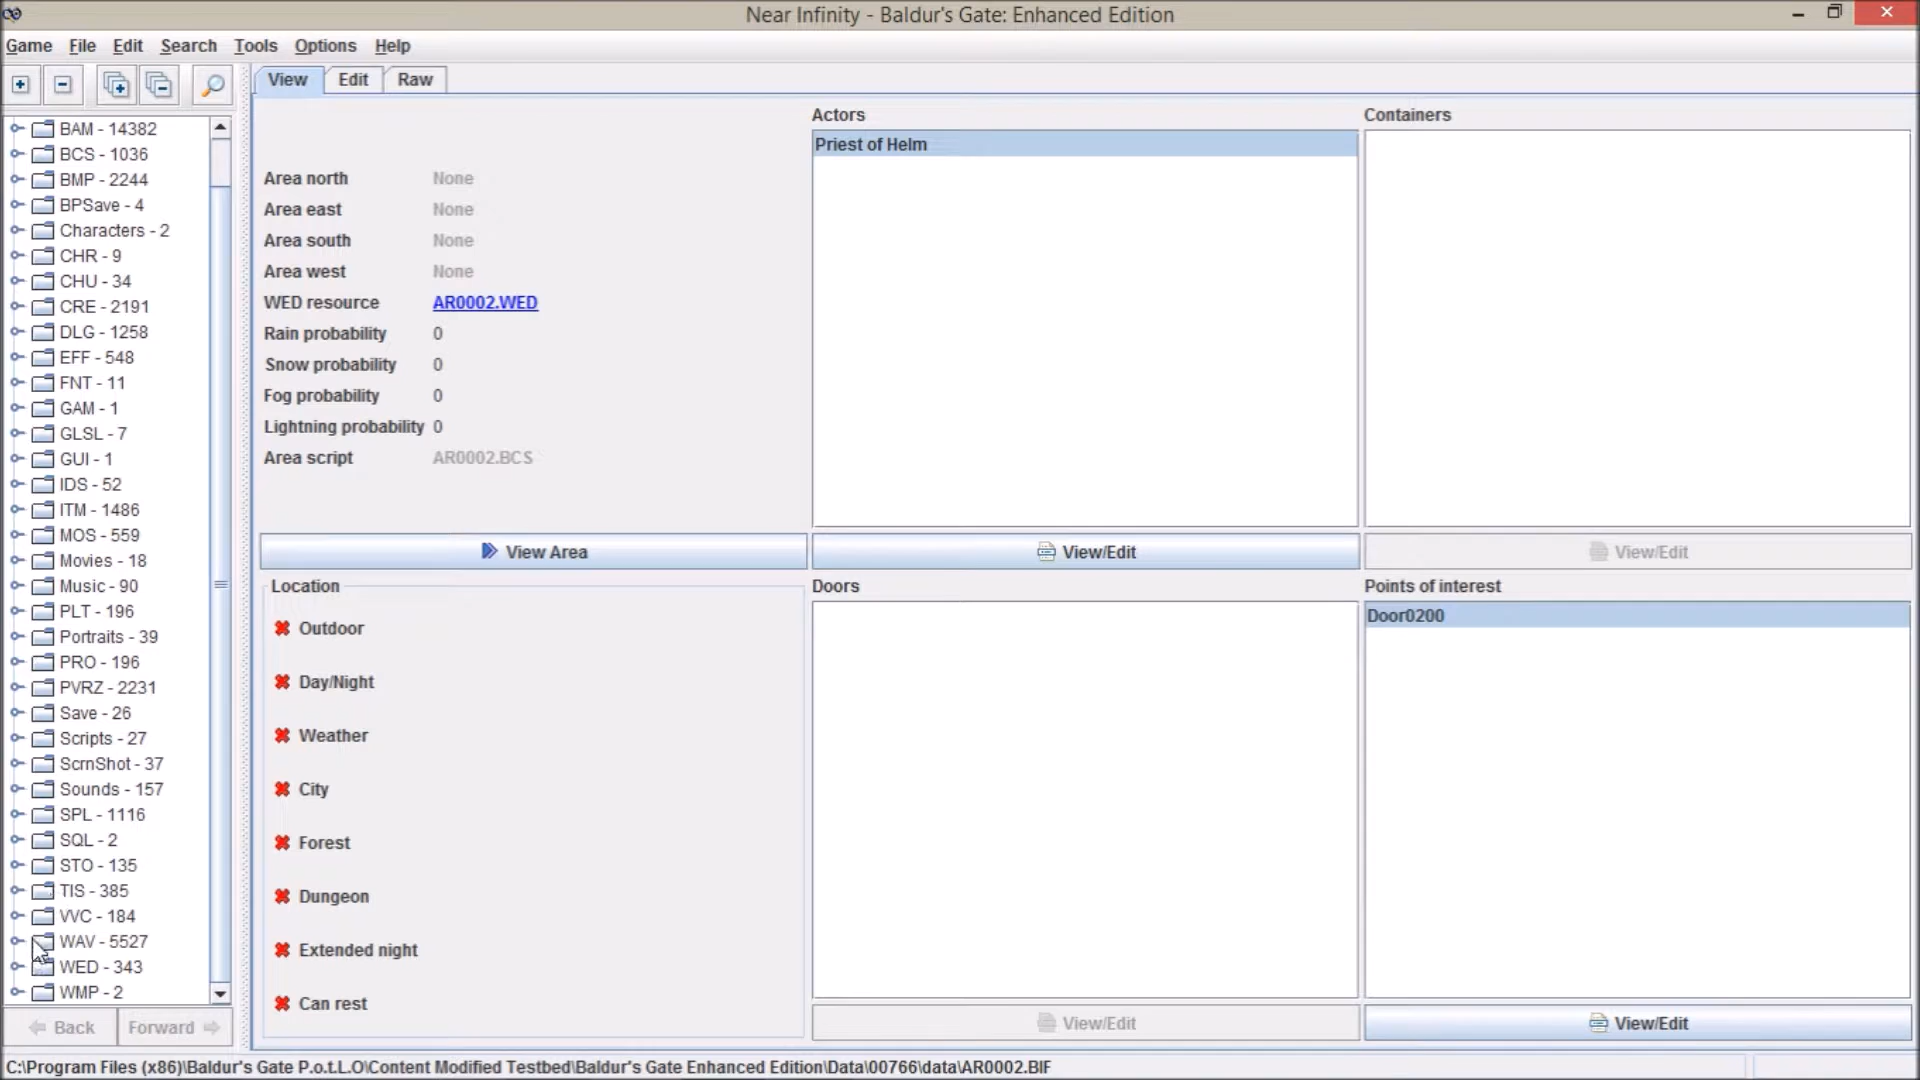 Near Infinity - Baldur's Gate: Enhanced Edition
Game File Edit Search Tools Options Help
View Edit Raw
BAM - 14382
BCS - 1036
BMP - 2244
BPSave - 4
Characters - 2
CHR - 9
CHU - 34
CRE - 2191
DLG - 1258
EFF - 548
FNT - 11
GAM - 1
GLSL - 7
GUI - 1
IDS - 52
ITM - 1486
MOS - 559
Movies - 18
Music - 90
PLT - 196
Portraits - 39
PRO - 196
PVRZ - 2231
Save - 26
Scripts - 27
ScrnShot - 37
Sounds - 157
SPL - 1116
SQL - 2
STO - 135
TIS - 385
VVC - 184
WAV - 5527
WED - 343
WMP - 2
Back Forward
Area north None
Area east None
Area south None
Area west None
WED resource AR0002.WED
Rain probability 0
Snow probability 0
Fog probability 0
Lightning probability 0
Area script AR0002.BCS
View Area
Location
Outdoor
Day/Night
Weather
City
Forest
Dungeon
Extended night
Can rest
Actors
Priest of Helm
View/Edit
Doors
View/Edit
Containers
View/Edit
Points of interest
Door0200
View/Edit
C:\Program Files (x86)\Baldur's Gate P.o.t.L.O\Content Modified Testbed\Baldur's Gate Enhanced Edition\Data\00766\data\AR0002.BIF